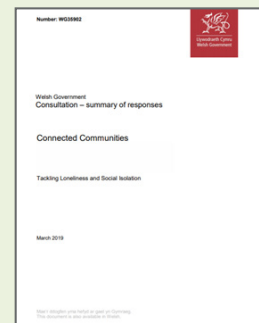 Number: WG35902
Llywodraeth Cymru
Welsh Government
Welsh Government
Consultation – summary of responses
Connected Communities
Tackling Loneliness and Social Isolation
March 2019
This document is also available in Welsh.